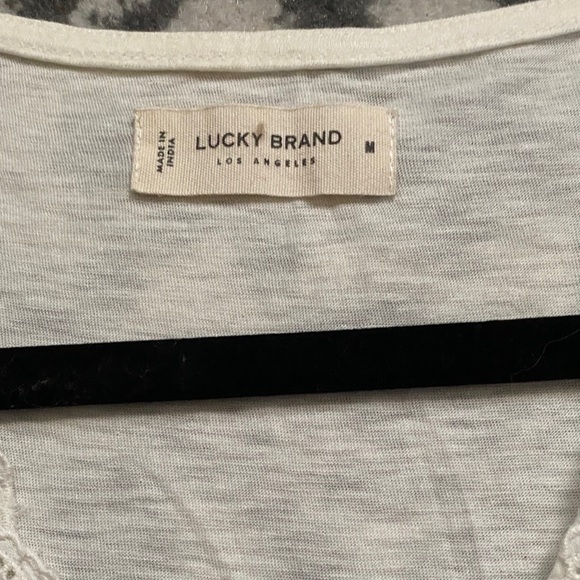 MADE IN
INDIA
LUCKY BRAND
LOS ANGELES
M